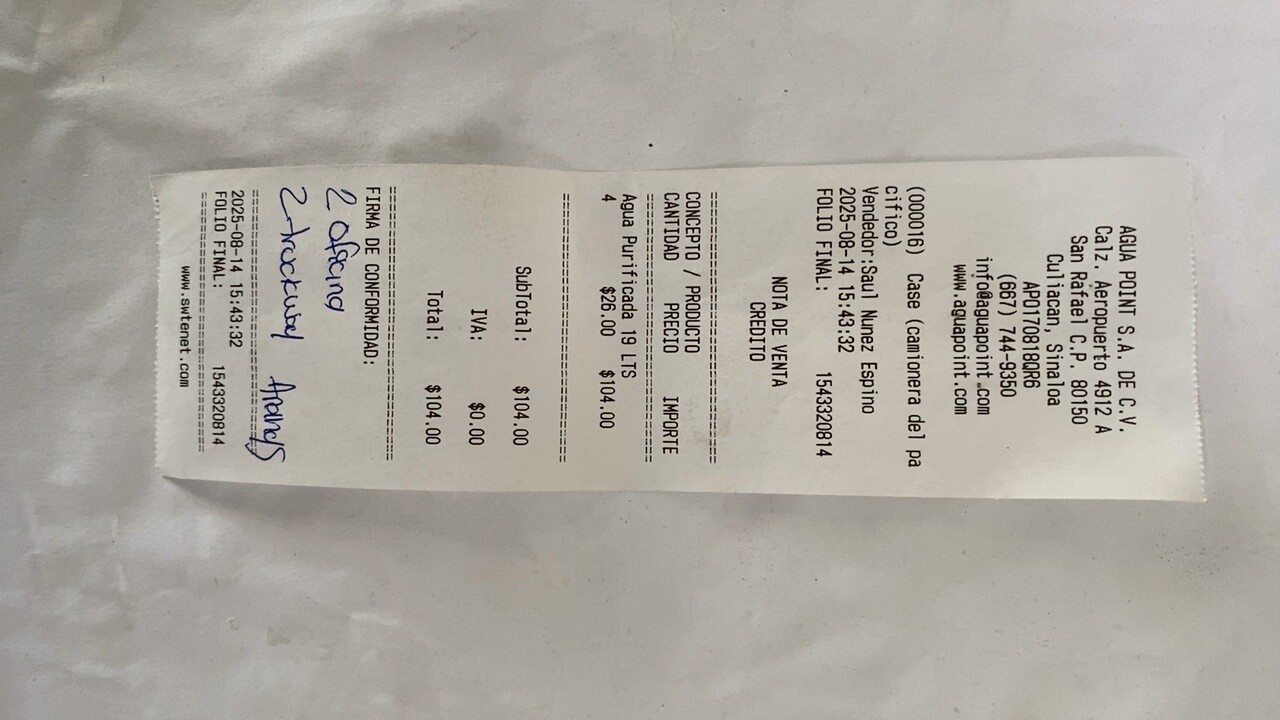 AGUA POINT S.A. DE C.V.
Calz. Aeropuerto 4912 A
San Rafael C.P. 80150
Culiacan, Sinaloa
APO170818QR6
(667) 744-9350
info@aguapoint.com
www.aguapoint.com
(000016) Case (camionera del pa
cifico)
Vendedor:Saul Nunez Espino
2025-08-14 15:43:32
FOLIO FINAL: 1543320814
NOTA DE VENTA
CREDITO
================================
CONCEPTO / PRODUCTO
CANTIDAD PRECIO IMPORTE
================================
Agua Purificada 19 LTS
4 $26.00 $104.00
================================
SubTotal: $104.00
IVA: $0.00
Total: $104.00
================================
FIRMA DE CONFORMIDAD:
2 oficina
2
================================
2025-08-14 15:43:32
FOLIO FINAL: 1543320814
================================
www.swfenet.com